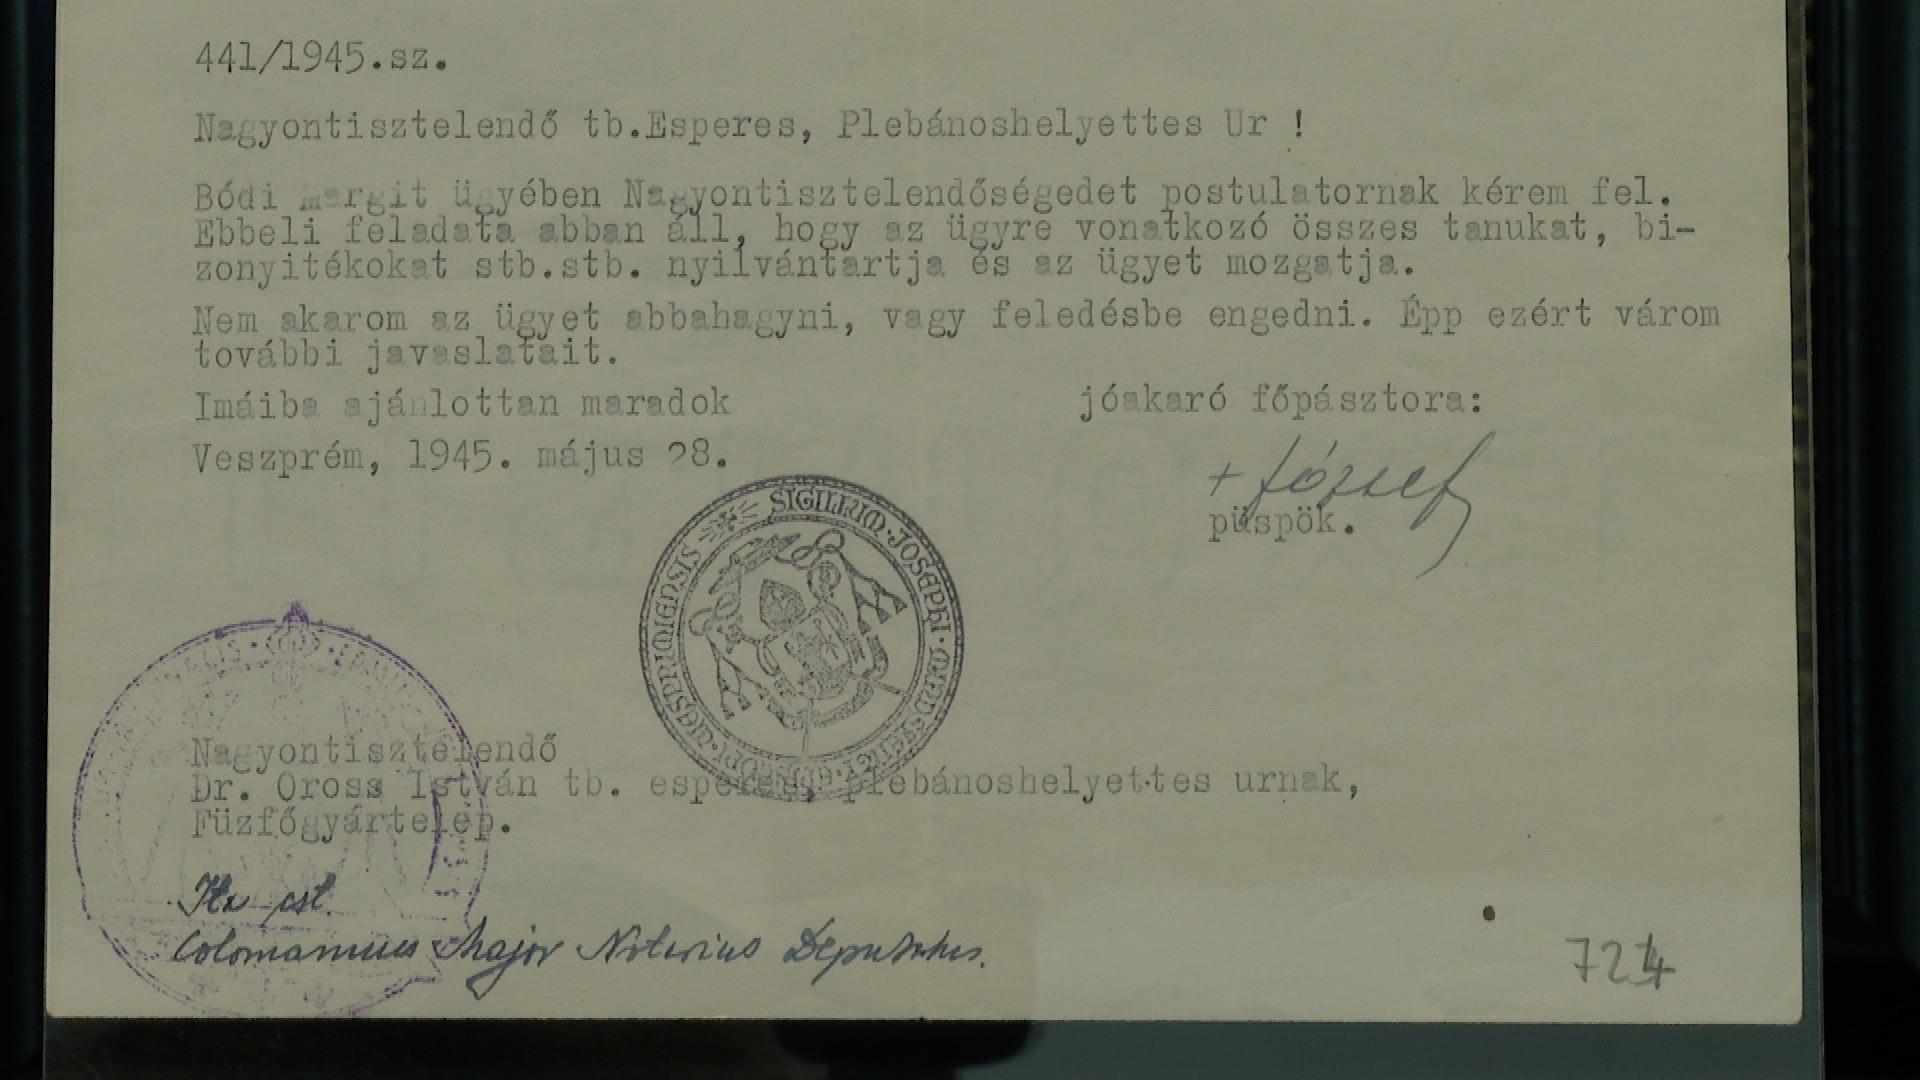 441/1945.sz.
Nagyontisztelendő tb.Esperes, Plebánoshelyettes Ur !
Bódi Margit ügyében Nagyontisztelendőségedet postulatornak kérem fel.
Ebbeli feladata abban áll, hogy az ügyre vonatkozó összes tanukat, bi-
zonyitékokat stb.stb. nyilvántartja és az ügyet mozgatja.
Nem akarom az ügyet abbahagyni, vagy feledésbe engedni. Épp ezért várom
további javaslatait.
Imáiba ajánlottan maradok
jóakaró főpásztora:
Veszprém, 1945. május 28.
+ József
püspök.
SIGILLUM · JOSEPHI · MINDSZENTY · EPISCOPI · WESPRIMIENSIS
Nagyontisztelendő
Dr. Oross István tb. esperes, plebánoshelyettes urnak,
Füzfőgyártelep.
Ita est.
Colomannus Major Notarius Deputatus.